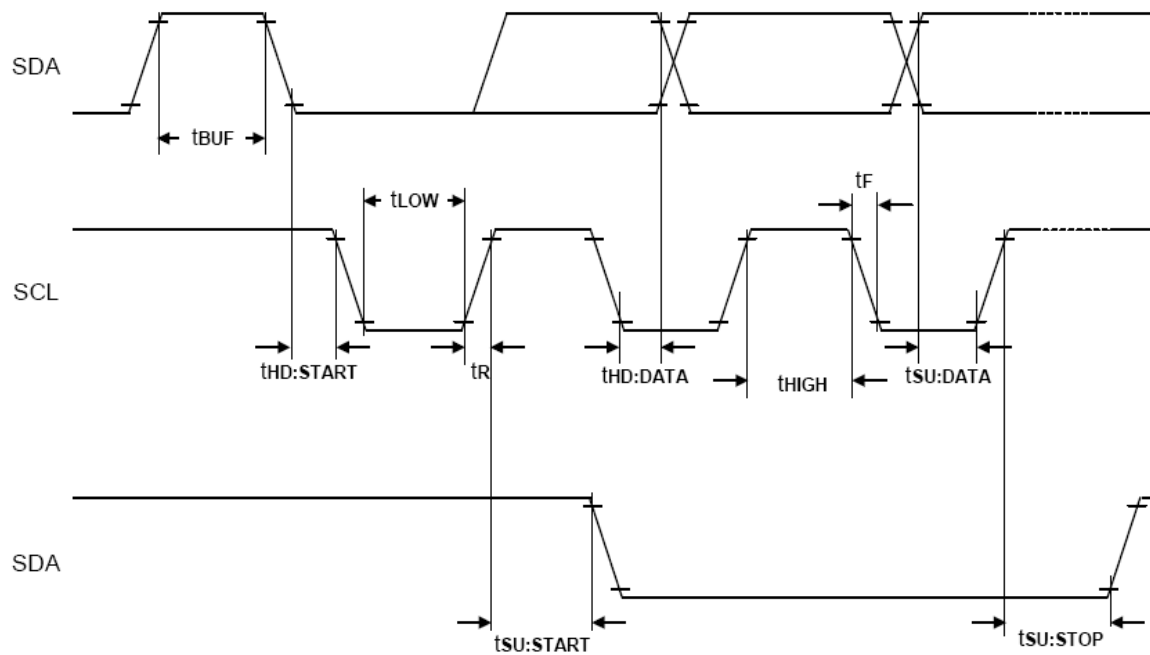 SDA
tBUF
tLOW
tF
SCL
tHD:START
tR
tHD:DATA
tHIGH
tSU:DATA
SDA
tSU:START
tSU:STOP